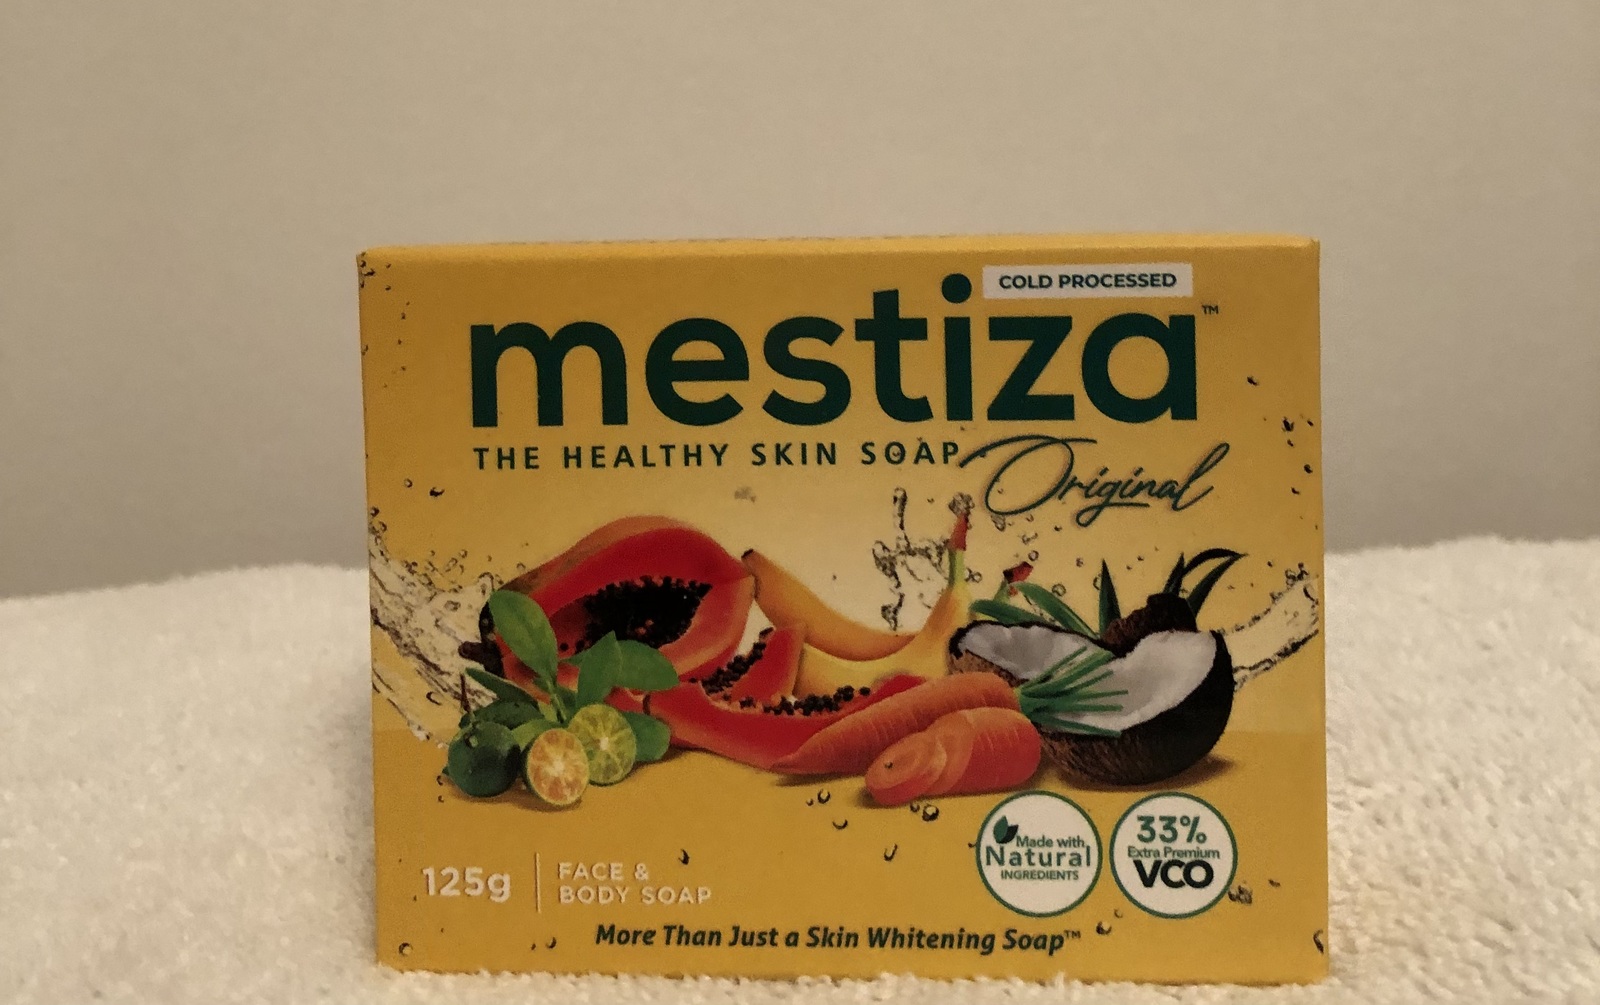 COLD PROCESSED
mestiza™
THE HEALTHY SKIN SOAP
Original
Made with
Natural
INGREDIENTS
33%
Extra Premium
VCO
125g
FACE &
BODY SOAP
More Than Just a Skin Whitening Soap™